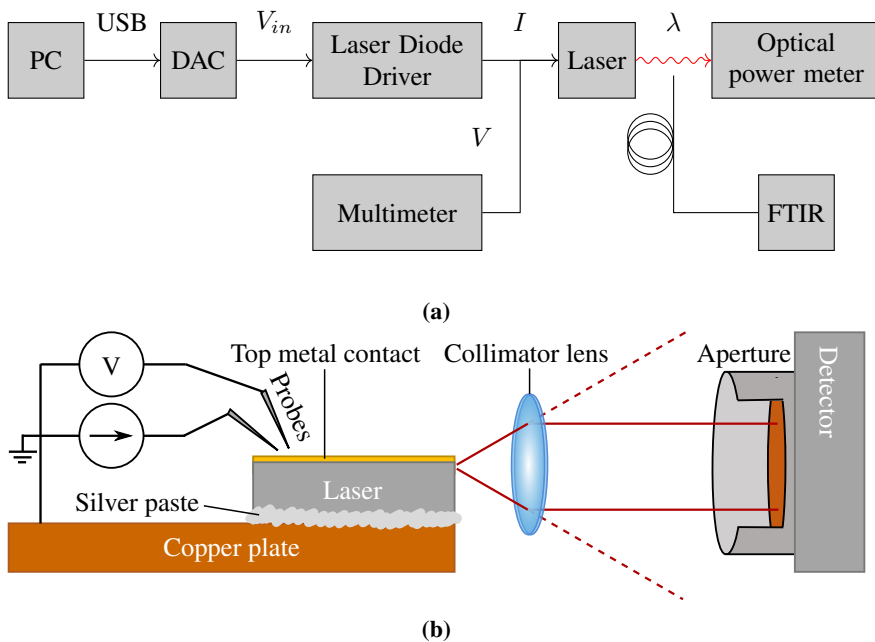 USB
V_in
I
λ
PC
DAC
Laser Diode
Driver
Laser
Optical
power meter
V
Multimeter
FTIR
(a)
V
Top metal contact
Collimator lens
Aperture
Detector
Probes
Laser
Silver paste
Copper plate
(b)